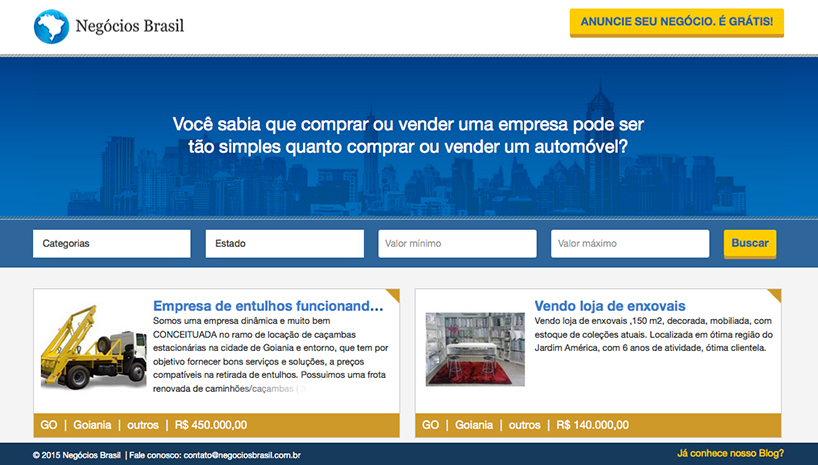 Negócios Brasil
ANUNCIE SEU NEGÓCIO. É GRÁTIS!
Você sabia que comprar ou vender uma empresa pode ser
tão simples quanto comprar ou vender um automóvel?
Categorias
Estado
Valor mínimo
Valor máximo
Buscar
Empresa de entulhos funcionand...
Somos uma empresa dinâmica e muito bem
CONCEITUADA no ramo de locação de caçambas
estacionárias na cidade de Goiania e entorno, que tem por
objetivo fornecer bons serviços e soluções, a preços
compatíveis na retirada de entulhos. Possuimos uma frota
renovada de caminhões/caçambas
GO | Goiania | outros | R$ 450.000,00
Vendo loja de enxovais
Vendo loja de enxovais ,150 m2, decorada, mobiliada, com
estoque de coleções atuais. Localizada em ótima região do
Jardim América, com 6 anos de atividade, ótima clientela.
GO | Goiania | outros | R$ 140.000,00
© 2015 Negócios Brasil | Fale conosco: contato@negociosbrasil.com.br
Já conhece nosso Blog?